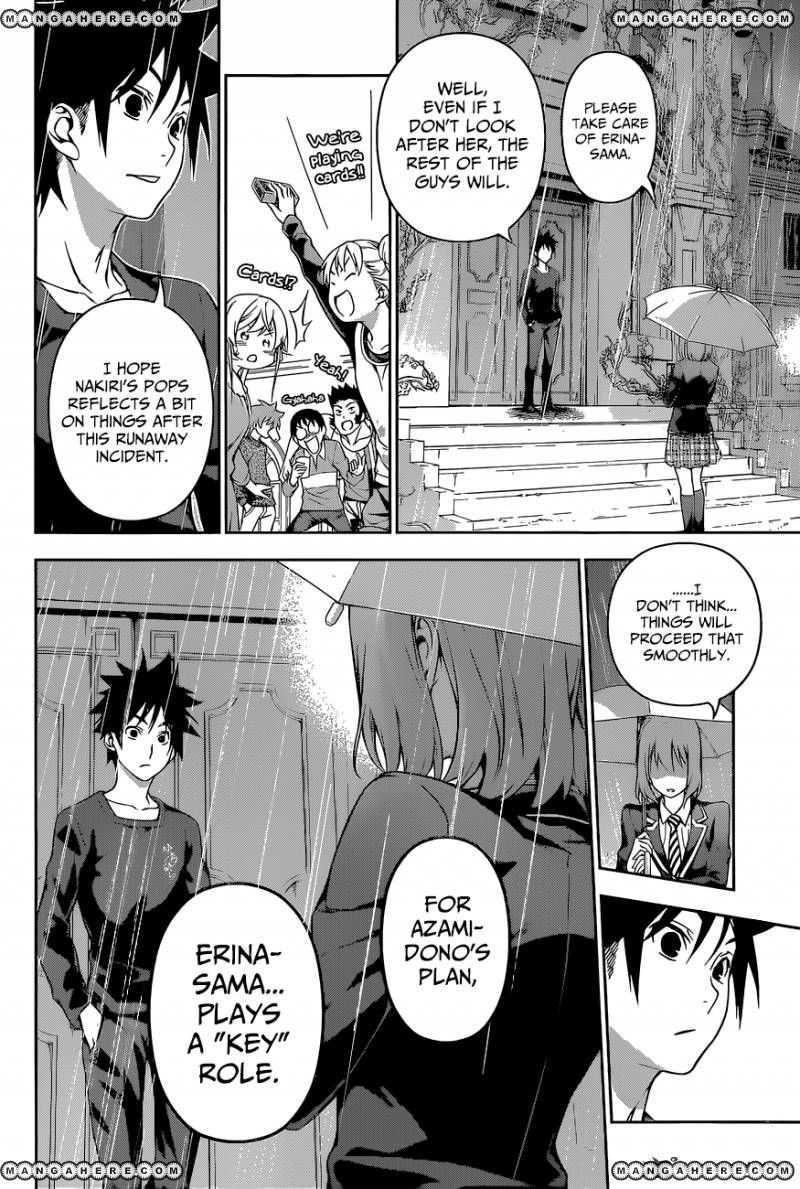 MANGAHERE.COM
MANGAHERE.COM
PLEASE
TAKE CARE
OF ERINA-
SAMA.
WELL,
EVEN IF I
DON'T LOOK
AFTER HER, THE
REST OF THE
GUYS WILL.
We're
playing
cards!!
Cards!?
Yeah!
Gyahaha
I HOPE
NAKIRI'S POPS
REFLECTS A BIT
ON THINGS AFTER
THIS RUNAWAY
INCIDENT.
......I
DON'T THINK...
THINGS WILL
PROCEED THAT
SMOOTHLY.
FOR
AZAMI-
DONO'S
PLAN,
ERINA-
SAMA...
PLAYS
A "KEY"
ROLE.
MANGAHERE.COM
MANGAHERE.COM